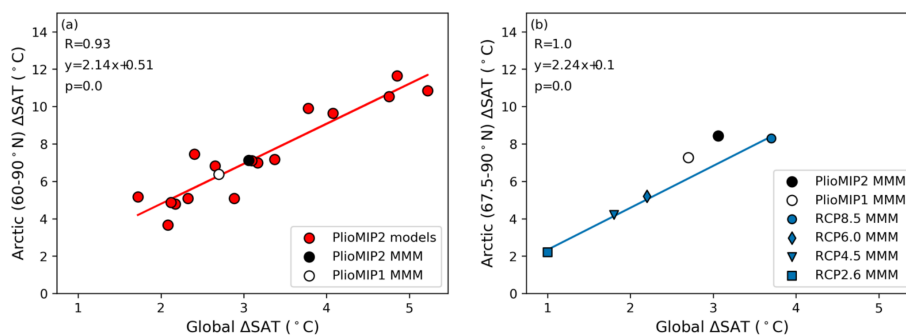 (a)
R=0.93
y=2.14x+0.51
p=0.0
Arctic (60-90°N) ΔSAT (°C)
14
12
10
8
6
4
2
0
1 2 3 4 5
Global ΔSAT (°C)
PlioMIP2 models
PlioMIP2 MMM
PlioMIP1 MMM
(b)
R=1.0
y=2.24x+0.1
p=0.0
Arctic (67.5-90°N) ΔSAT (°C)
14
12
10
8
6
4
2
0
1 2 3 4 5
Global ΔSAT (°C)
PlioMIP2 MMM
PlioMIP1 MMM
RCP8.5 MMM
RCP6.0 MMM
RCP4.5 MMM
RCP2.6 MMM